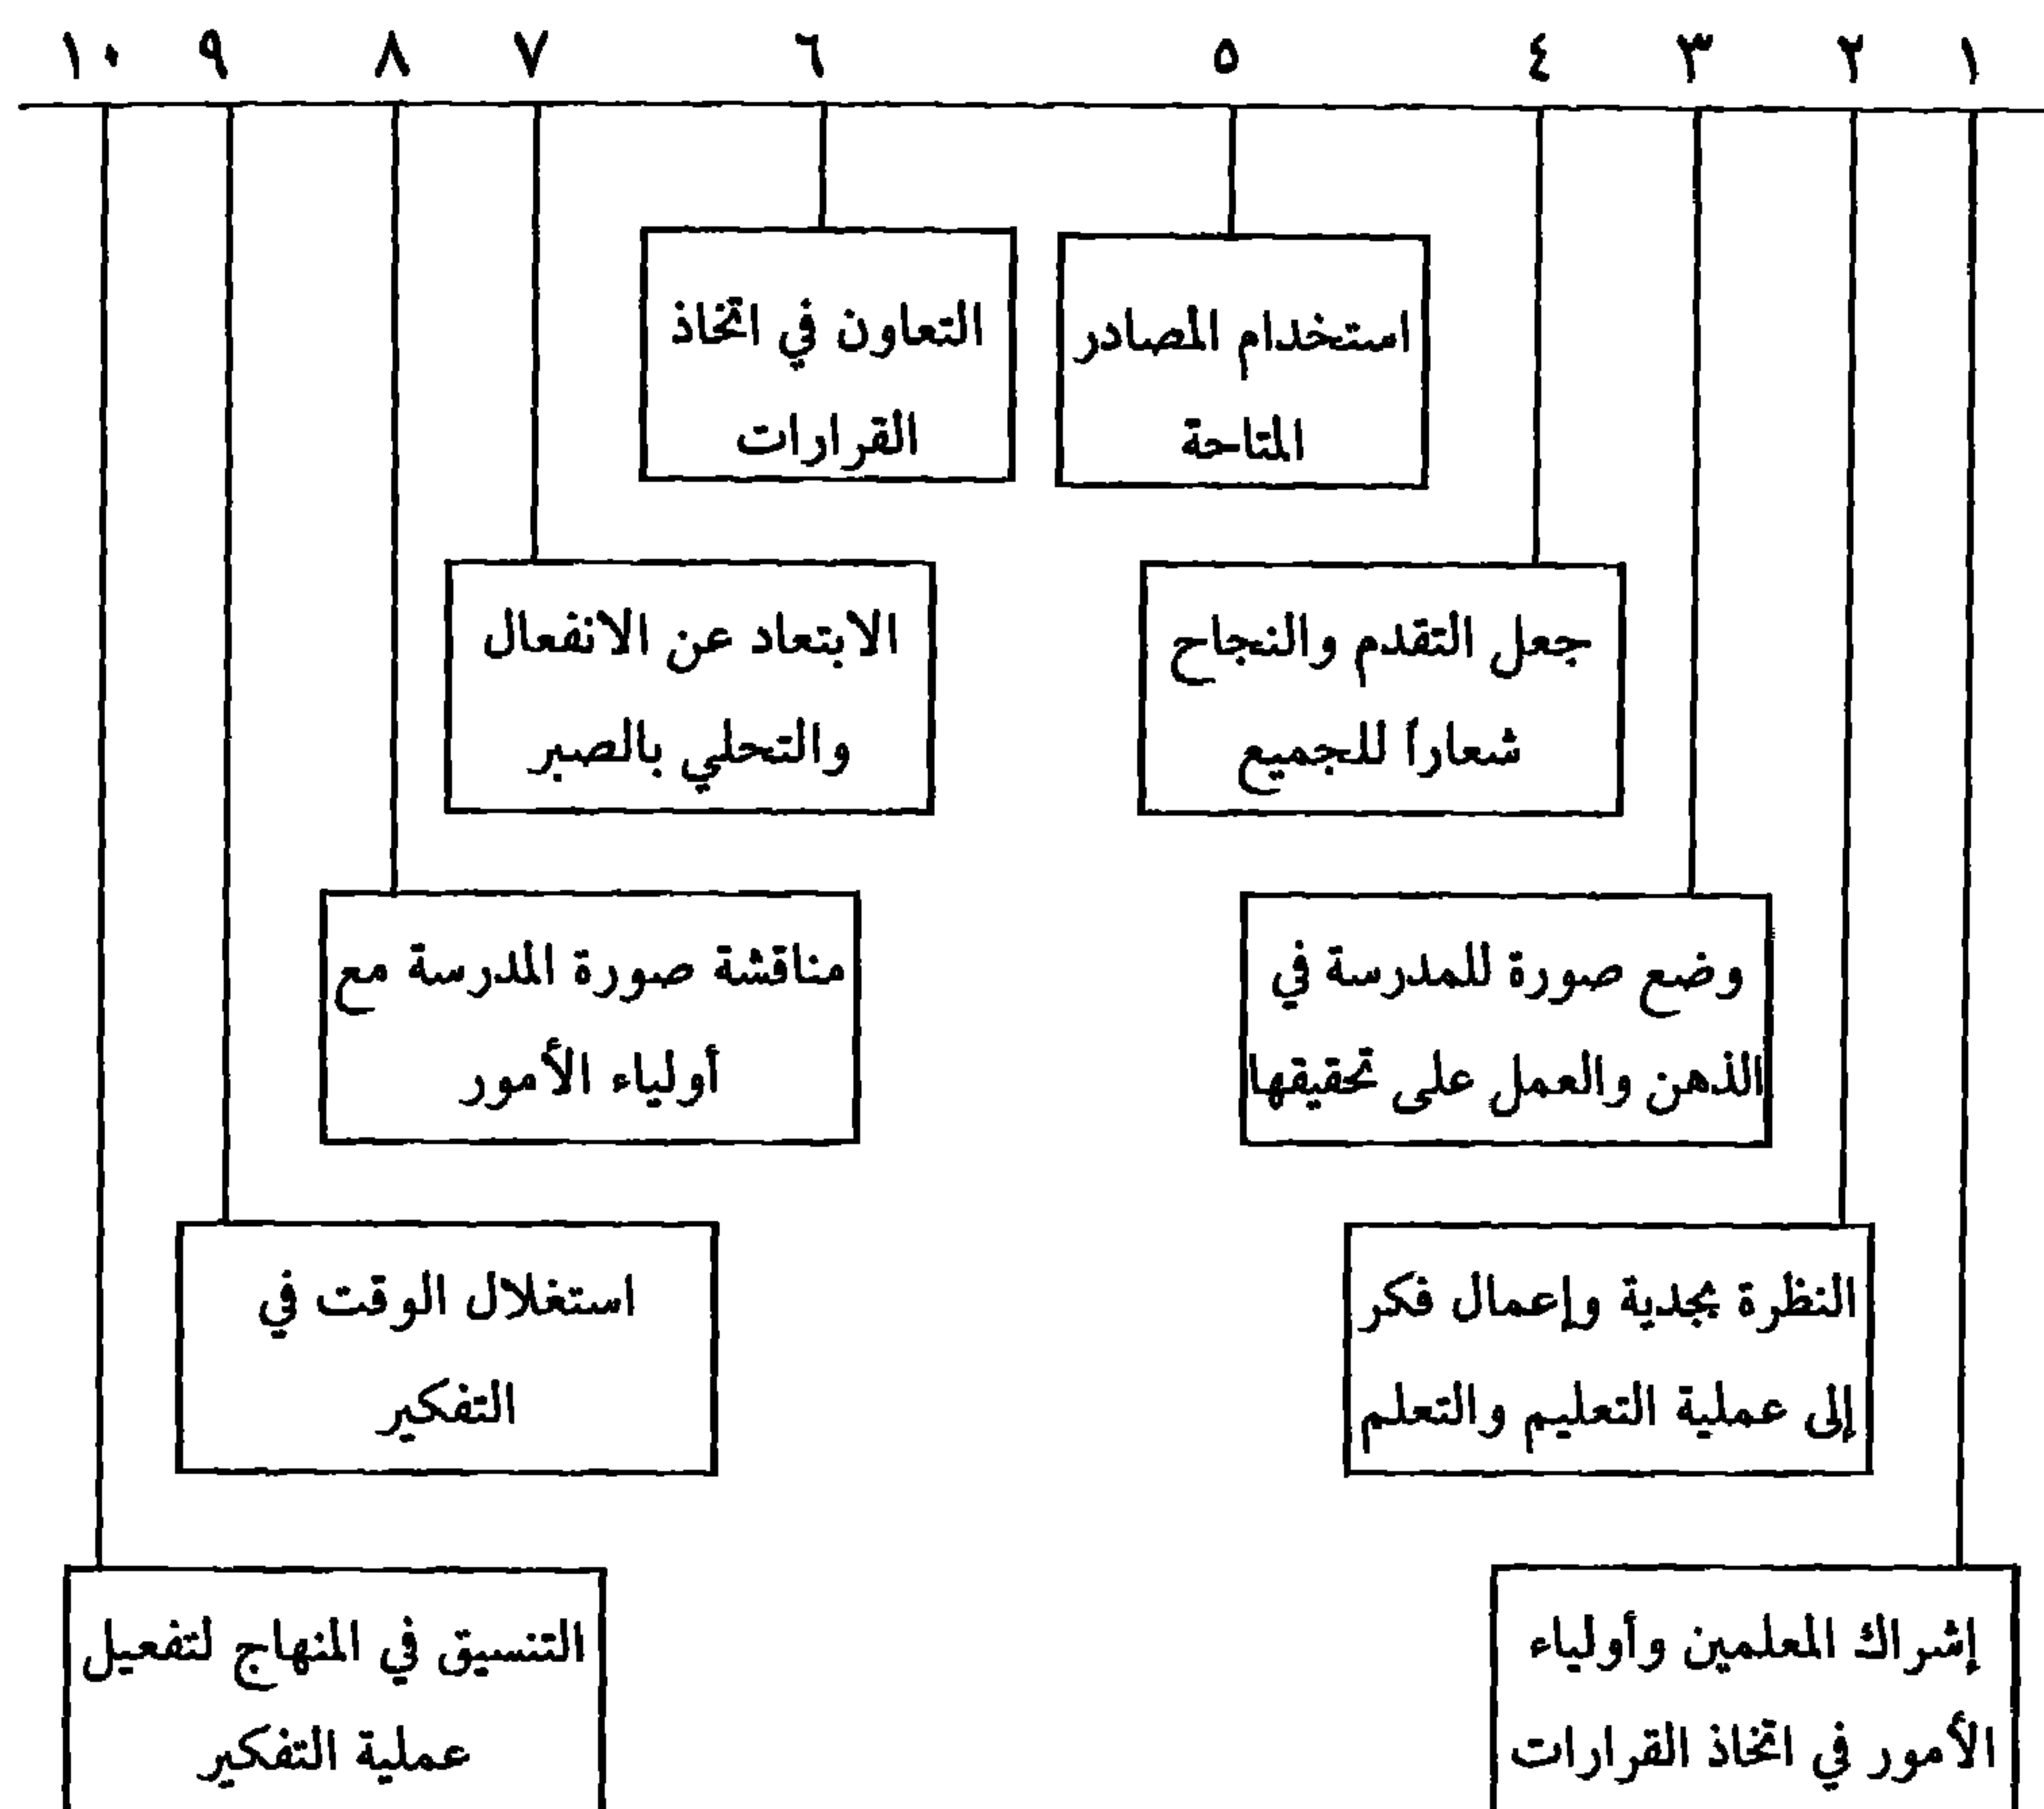 ١ ٢ ٣ ٤ ٥ ٦ ٧ ٨ ٩ ١٠
استخدام المصادر
المتاحة
التعاون في اتخاذ
القرارات
جعل التقدم والنجاح
شعاراً للجميع
الابتعاد عن الانفعال
والتحلي بالصبر
وضع صورة للمدرسة في
الذهن والعمل على تحقيقها
مناقشة صورة المدرسة مع
أولياء الأمور
النظرة بجدية وإعمال فكر
إلى عملية التعليم والتعلم
استغلال الوقت في
التفكير
إشراك المعلمين وأولياء
الأمور في اتخاذ القرارات
التنسيق في المنهاج لتفعيل
عملية التفكير